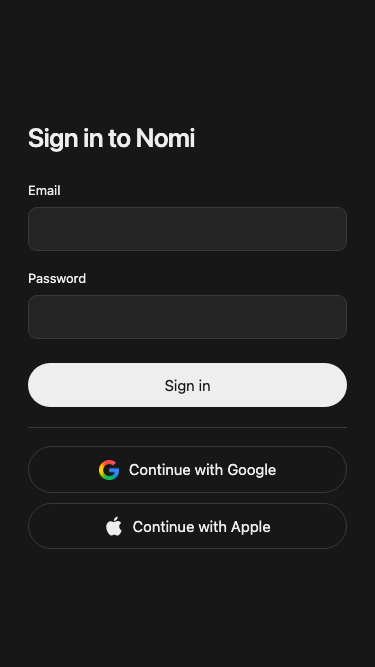 Sign in to Nomi
Email
Password
Sign in
Continue with Google
Continue with Apple